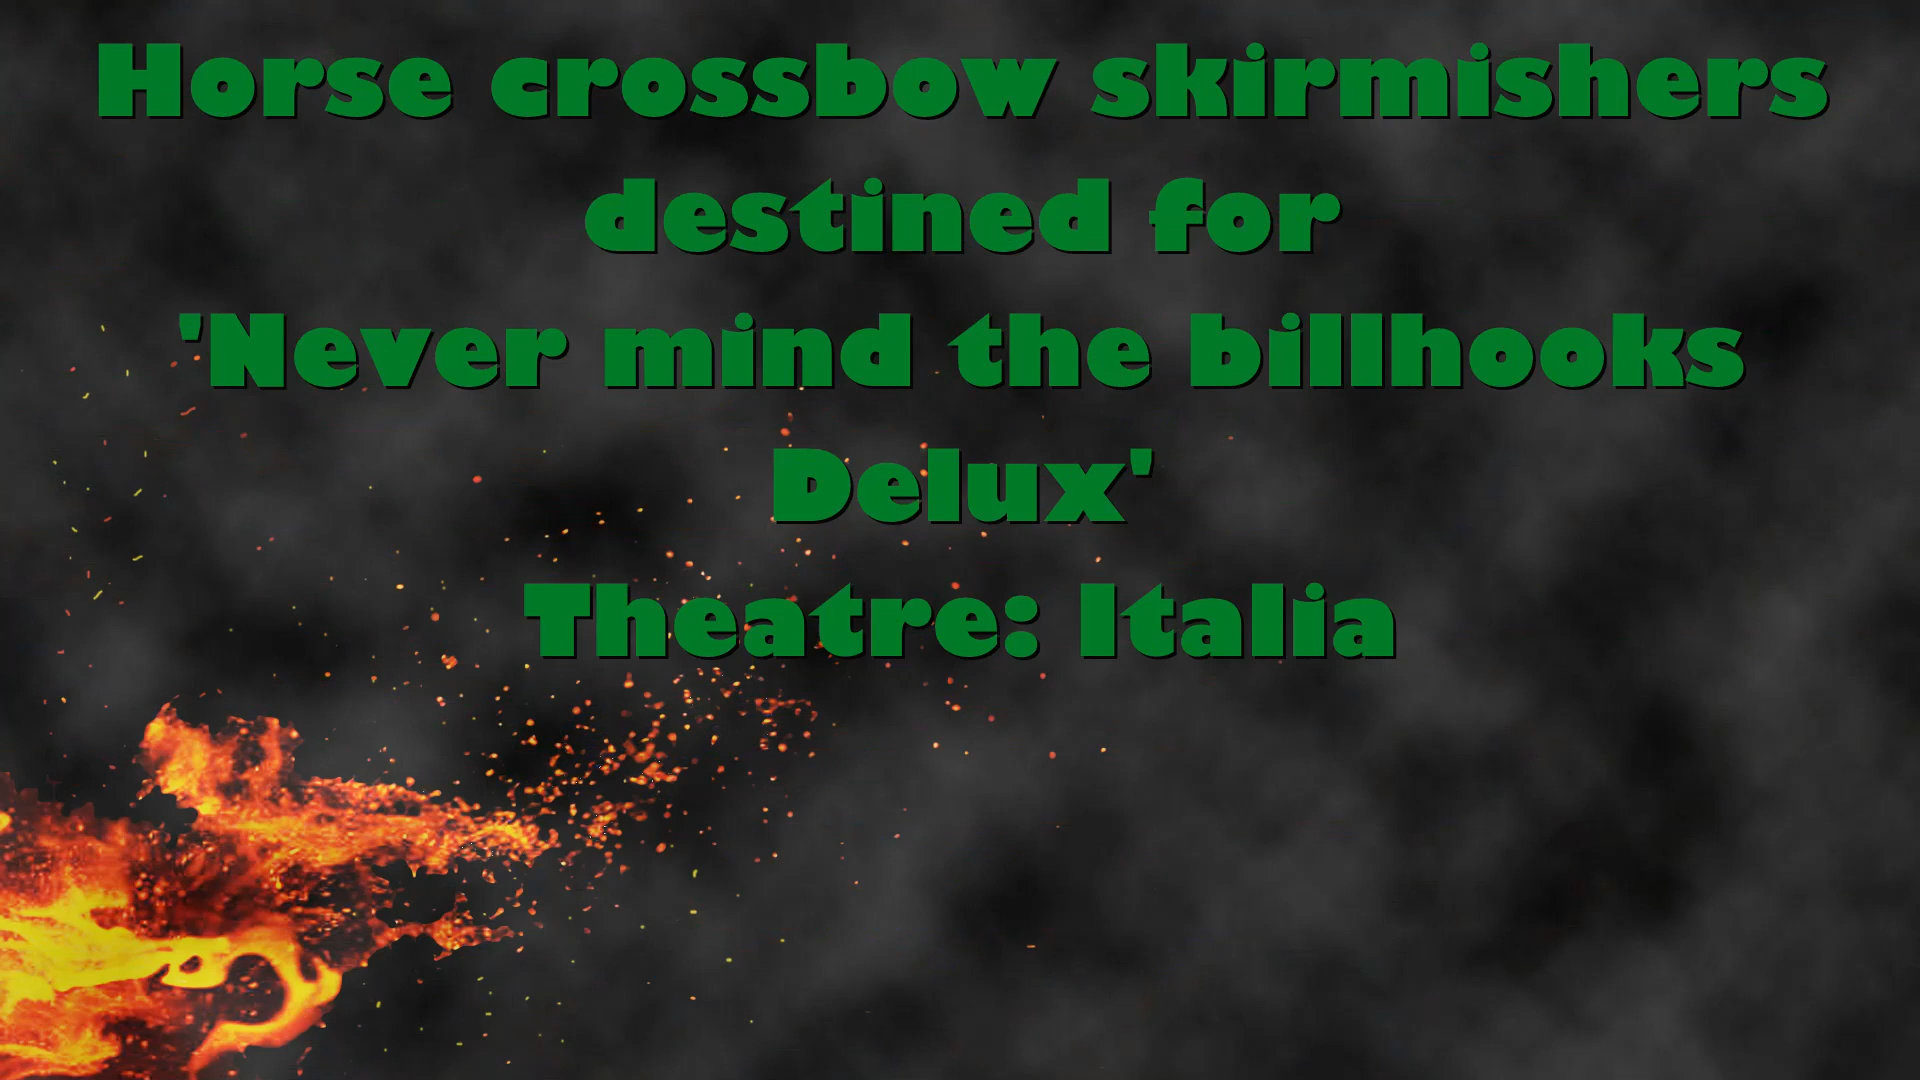 Horse crossbow skirmishers
destined for
'Never mind the billhooks
Delux'
Theatre: Italia